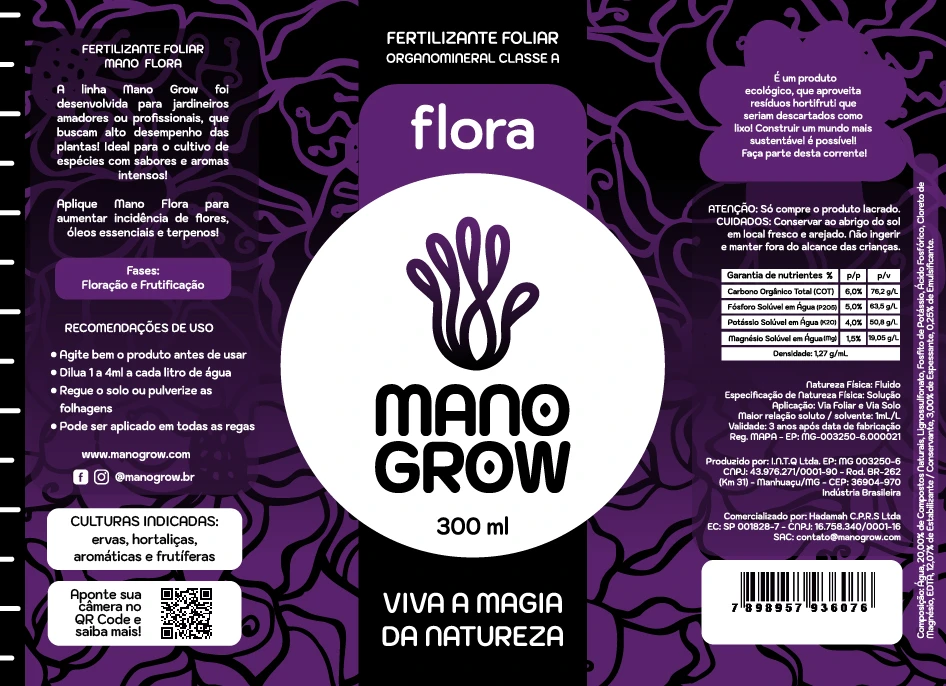 FERTILIZANTE FOLIAR
MANO FLORA
A linha Mano Grow foi
desenvolvida para jardineiros
amadores ou profissionais, que
buscam alto desempenho das
plantas! Ideal para o cultivo de
espécies com sabores e aromas
intensos!
Aplique Mano Flora para
aumentar incidência de flores,
óleos essenciais e terpenos!
Fases:
Floração e Frutificação
RECOMENDAÇÕES DE USO
• Agite bem o produto antes de usar
• Dilua 1 a 4ml a cada litro de água
• Regue o solo ou pulverize as
folhagens
• Pode ser aplicado em todas as regas
www.manogrow.com
@manogrow.br
CULTURAS INDICADAS:
ervas, hortaliças,
aromáticas e frutíferas
Aponte sua
câmera no
QR Code e
saiba mais!
FERTILIZANTE FOLIAR
ORGANOMINERAL CLASSE A
flora
MANO
GROW
300 ml
VIVA A MAGIA
DA NATUREZA
É um produto
ecológico, que aproveita
resíduos hortifruti que
seriam descartados como
lixo! Construir um mundo mais
sustentável é possível!
Faça parte desta corrente!
ATENÇÃO: Só compre o produto lacrado.
CUIDADOS: Conservar ao abrigo do sol
em local fresco e arejado. Não ingerir
e manter fora do alcance das crianças.
Garantia de nutrientes % p/p p/v
Carbono Orgânico Total (COT) 6,0% 76,2 g/L
Fósforo Solúvel em Água (P2O5) 5,0% 63,5 g/L
Potássio Solúvel em Água (K2O) 4,0% 50,8 g/L
Magnésio Solúvel em Água (Mg) 1,5% 19,05 g/L
Densidade: 1,27 g/mL
Natureza Física: Fluido
Especificação de Natureza Física: Solução
Aplicação: Via Foliar e Via Solo
Maior relação soluto / solvente: 1mL/L
Validade: 3 anos após data de fabricação
Reg. MAPA - EP: MG-003250-6.000021
Produzido por: I.N.T.Q Ltda. EP: MG 003250-6
CNPJ: 43.976.271/0001-90 - Rod. BR-262
(Km 31) - Manhuaçu/MG - CEP: 36904-970
Indústria Brasileira
Comercializado por: Hadamah C.P.R.S Ltda
EC: SP 001828-7 - CNPJ: 16.758.340/0001-16
SAC: contato@manogrow.com
7 898957 936076
Composição: Água, 20,00% de Compostos Naturais, Lignossulfonato, Fosfito de Potássio, Ácido Fosfórico, Cloreto de
Magnésio, EDTA, 12,07% de Estabilizante / Conservante, 3,00% de Espessante, 0,25% de Emulsificante.